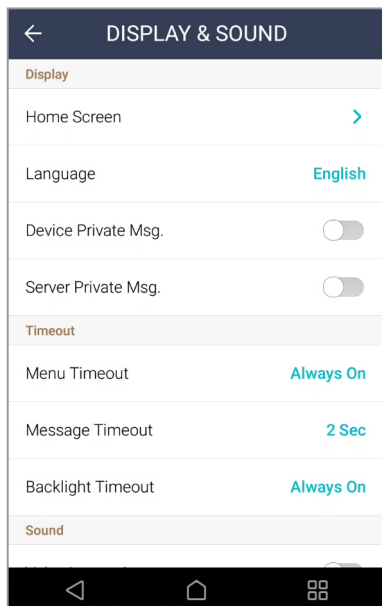 DISPLAY & SOUND
Display
Home Screen
Language English
Device Private Msg.
Server Private Msg.
Timeout
Menu Timeout Always On
Message Timeout 2 Sec
Backlight Timeout Always On
Sound